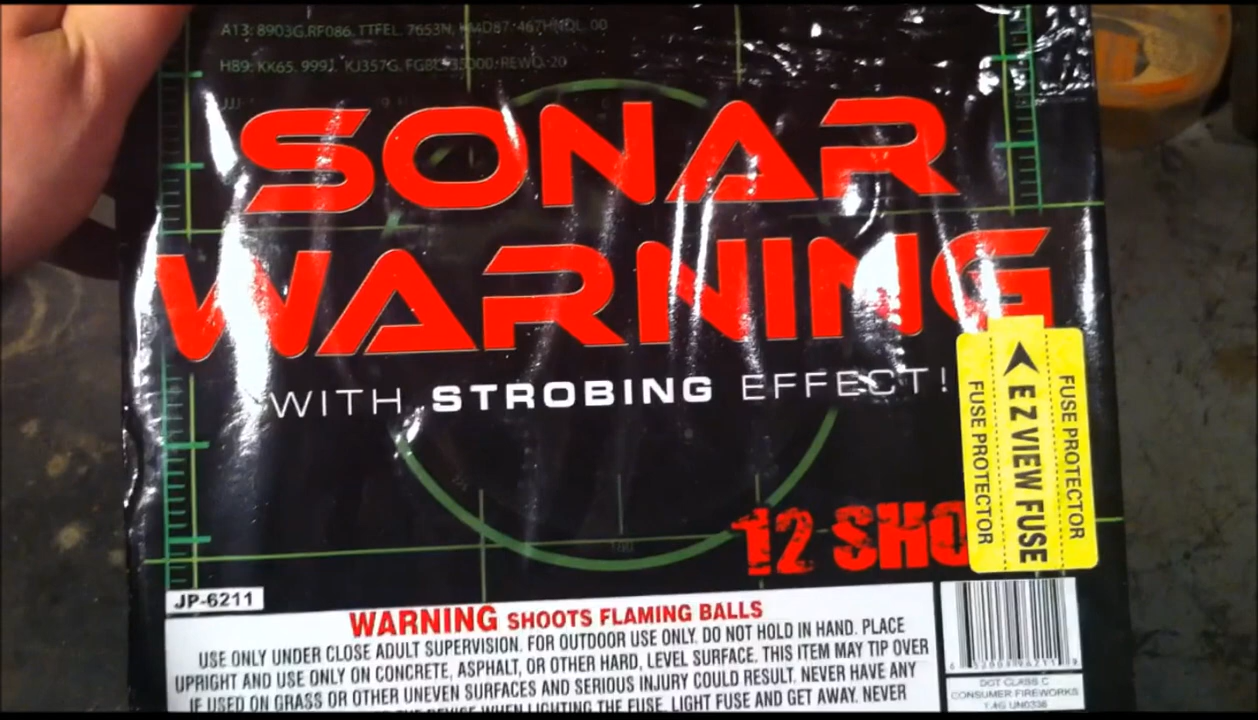 A13: 8903G.RF086. TTFEL. 7653N, KMD87:467HNQL.00
HB9: KK65. 999J. KJ357G. FGBL:35000:REWQ.20
SONAR
WARNING
WITH STROBING EFFECT!
FUSE PROTECTOR
E Z VIEW FUSE
FUSE PROTECTOR
12 SHO
JP-6211
WARNING SHOOTS FLAMING BALLS
USE ONLY UNDER CLOSE ADULT SUPERVISION. FOR OUTDOOR USE ONLY. DO NOT HOLD IN HAND. PLACE
UPRIGHT AND USE ONLY ON CONCRETE, ASPHALT, OR OTHER HARD, LEVEL SURFACE. THIS ITEM MAY TIP OVER
IF USED ON GRASS OR OTHER UNEVEN SURFACES AND SERIOUS INJURY COULD RESULT. NEVER HAVE ANY
DEVICE WHEN LIGHTING THE FUSE. LIGHT FUSE AND GET AWAY. NEVER
DOT CLASS C
CONSUMER FIREWORKS
1.4G UN0336